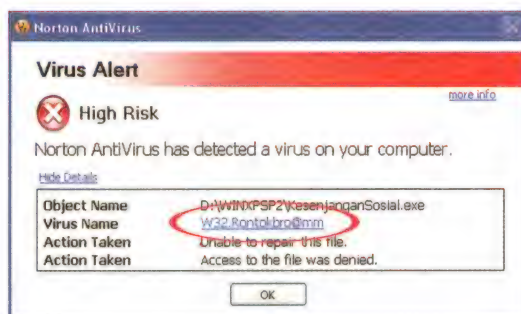 Norton AntiVirus
Virus Alert
more info
High Risk
Norton AntiVirus has detected a virus on your computer.
Hide Details
Object Name D:\WINXPSP2\KesenjanganSosial.exe
Virus Name W32.Rontokbro@mm
Action Taken Unable to repair this file.
Action Taken Access to the file was denied.
OK